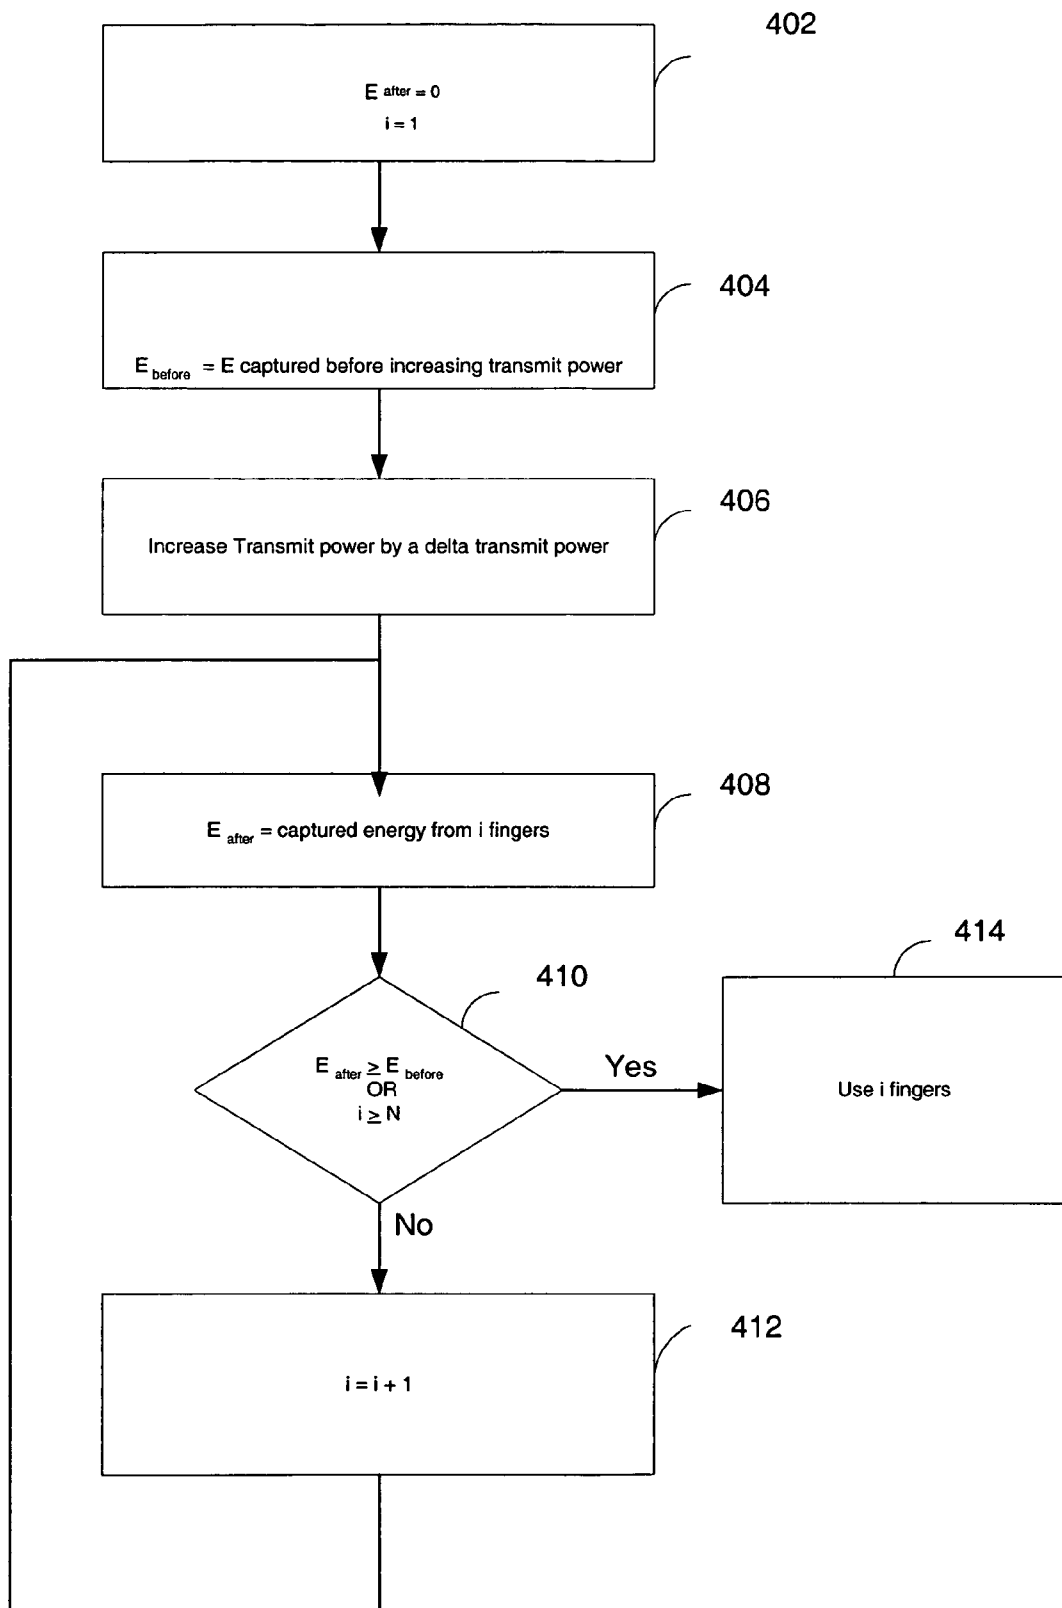 402
E after = 0
i = 1
404
E before = E captured before increasing transmit power
406
Increase Transmit power by a delta transmit power
408
E after = captured energy from i fingers
414
410
E after ≥ E before
OR
i ≥ N
Yes
Use i fingers
No
412
i = i + 1